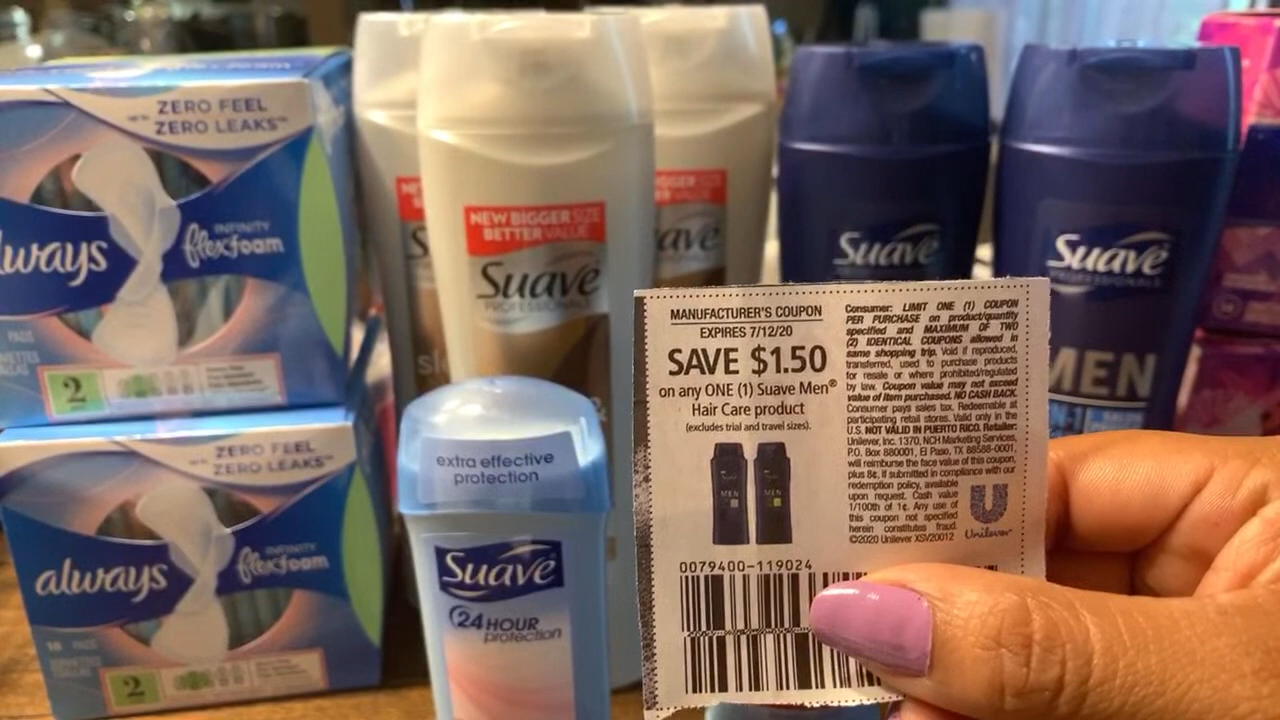 ZERO FEEL
ZERO LEAKS™
always
INFINITY
flexfoam
PADS
2
ZERO FEEL
ZERO LEAKS™
always
INFINITY
flexfoam
18 PADS
2
NEW BIGGER SIZE
BETTER VALUE
Suave
PROFESSIONALS
Suave
Suave
PROFESSIONALS
MEN
extra effective
protection
Suave
24 HOUR
protection
MANUFACTURER'S COUPON
EXPIRES 7/12/20
SAVE $1.50
on any ONE (1) Suave Men®
Hair Care product
(excludes trial and travel sizes).
MEN MEN
0079400-119024
Consumer: LIMIT ONE (1) COUPON
PER PURCHASE on product/quantity
specified and MAXIMUM OF TWO
(2) IDENTICAL COUPONS allowed in
same shopping trip. Void if reproduced,
transferred, used to purchase products
for resale or where prohibited/regulated
by law. Coupon value may not exceed
value of item purchased. NO CASH BACK.
Consumer pays sales tax. Redeemable at
participating retail stores. Valid only in the
U.S. NOT VALID IN PUERTO RICO. Retailer:
Unilever, Inc. 1370, NCH Marketing Services,
P.O. Box 880001, El Paso, TX 88588-0001,
will reimburse the face value of this coupon,
plus 8¢, if submitted in compliance with our
redemption policy, available
upon request. Cash value
1/100th of 1¢. Any use of
this coupon not specified
herein constitutes fraud.
©2020 Unilever XSV20012
Unilever